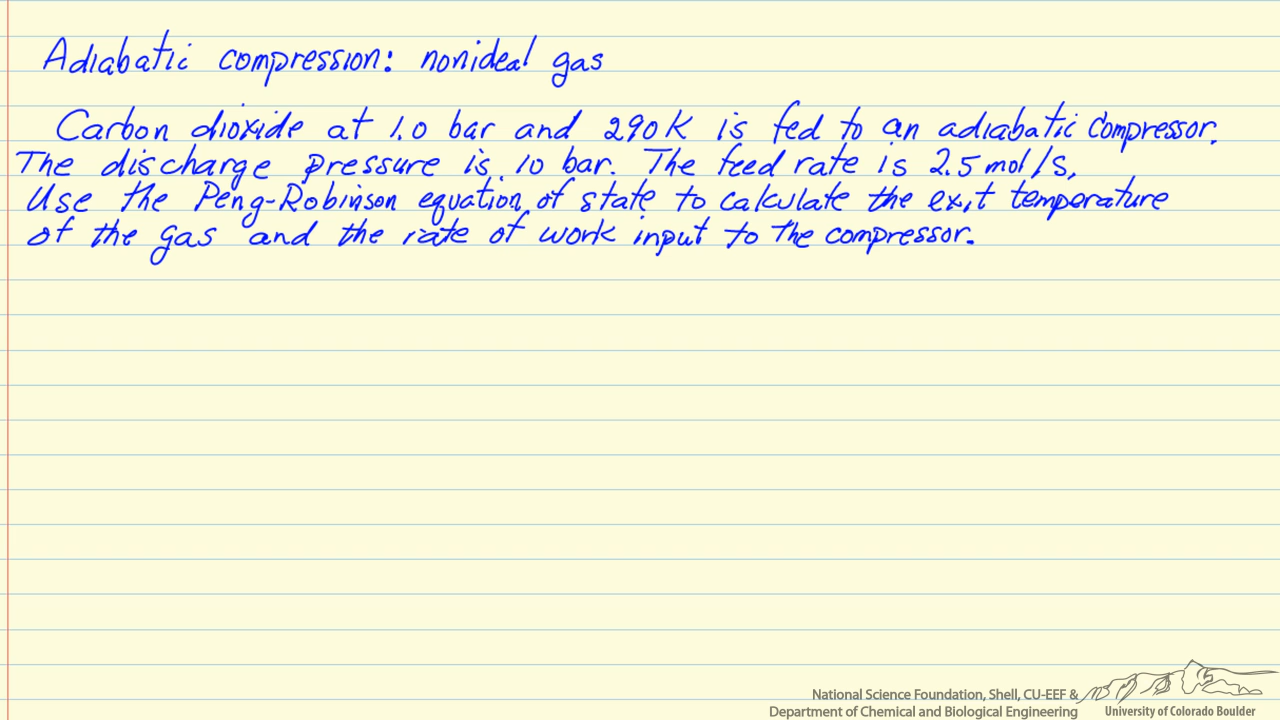 Adiabatic compression: nonideal gas
Carbon dioxide at 1.0 bar and 290K is fed to an adiabatic compressor.
The discharge pressure is 10 bar. The feed rate is 2.5 mol/s,
Use the Peng-Robinson equation of state to calculate the exit temperature
of the gas and the rate of work input to the compressor.
National Science Foundation, Shell, CU-EEF &
Department of Chemical and Biological Engineering
University of Colorado Boulder